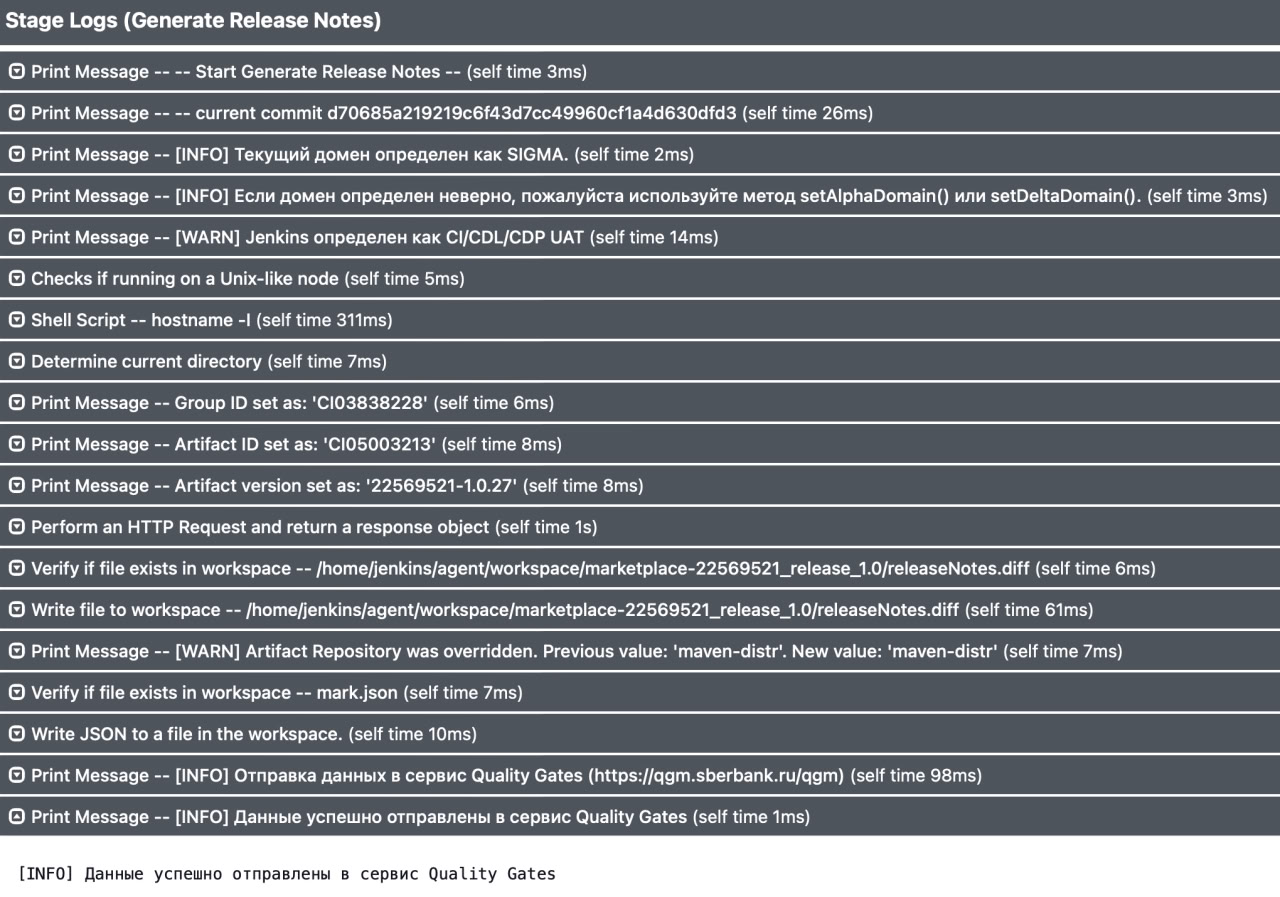 Stage Logs (Generate Release Notes)
Print Message -- -- Start Generate Release Notes -- (self time 3ms)
Print Message -- -- current commit d70685a219219c6f43d7cc49960cf1a4d630dfd3 (self time 26ms)
Print Message -- [INFO] Текущий домен определен как SIGMA. (self time 2ms)
Print Message -- [INFO] Если домен определен неверно, пожалуйста используйте метод setAlphaDomain() или setDeltaDomain(). (self time 3ms)
Print Message -- [WARN] Jenkins определен как CI/CDL/CDP UAT (self time 14ms)
Checks if running on a Unix-like node (self time 5ms)
Shell Script -- hostname -I (self time 311ms)
Determine current directory (self time 7ms)
Print Message -- Group ID set as: 'CI03838228' (self time 6ms)
Print Message -- Artifact ID set as: 'CI05003213' (self time 8ms)
Print Message -- Artifact version set as: '22569521-1.0.27' (self time 8ms)
Perform an HTTP Request and return a response object (self time 1s)
Verify if file exists in workspace -- /home/jenkins/agent/workspace/marketplace-22569521_release_1.0/releaseNotes.diff (self time 6ms)
Write file to workspace -- /home/jenkins/agent/workspace/marketplace-22569521_release_1.0/releaseNotes.diff (self time 61ms)
Print Message -- [WARN] Artifact Repository was overridden. Previous value: 'maven-distr'. New value: 'maven-distr' (self time 7ms)
Verify if file exists in workspace -- mark.json (self time 7ms)
Write JSON to a file in the workspace. (self time 10ms)
Print Message -- [INFO] Отправка данных в сервис Quality Gates (https://qgm.sberbank.ru/qgm) (self time 98ms)
Print Message -- [INFO] Данные успешно отправлены в сервис Quality Gates (self time 1ms)
[INFO] Данные успешно отправлены в сервис Quality Gates